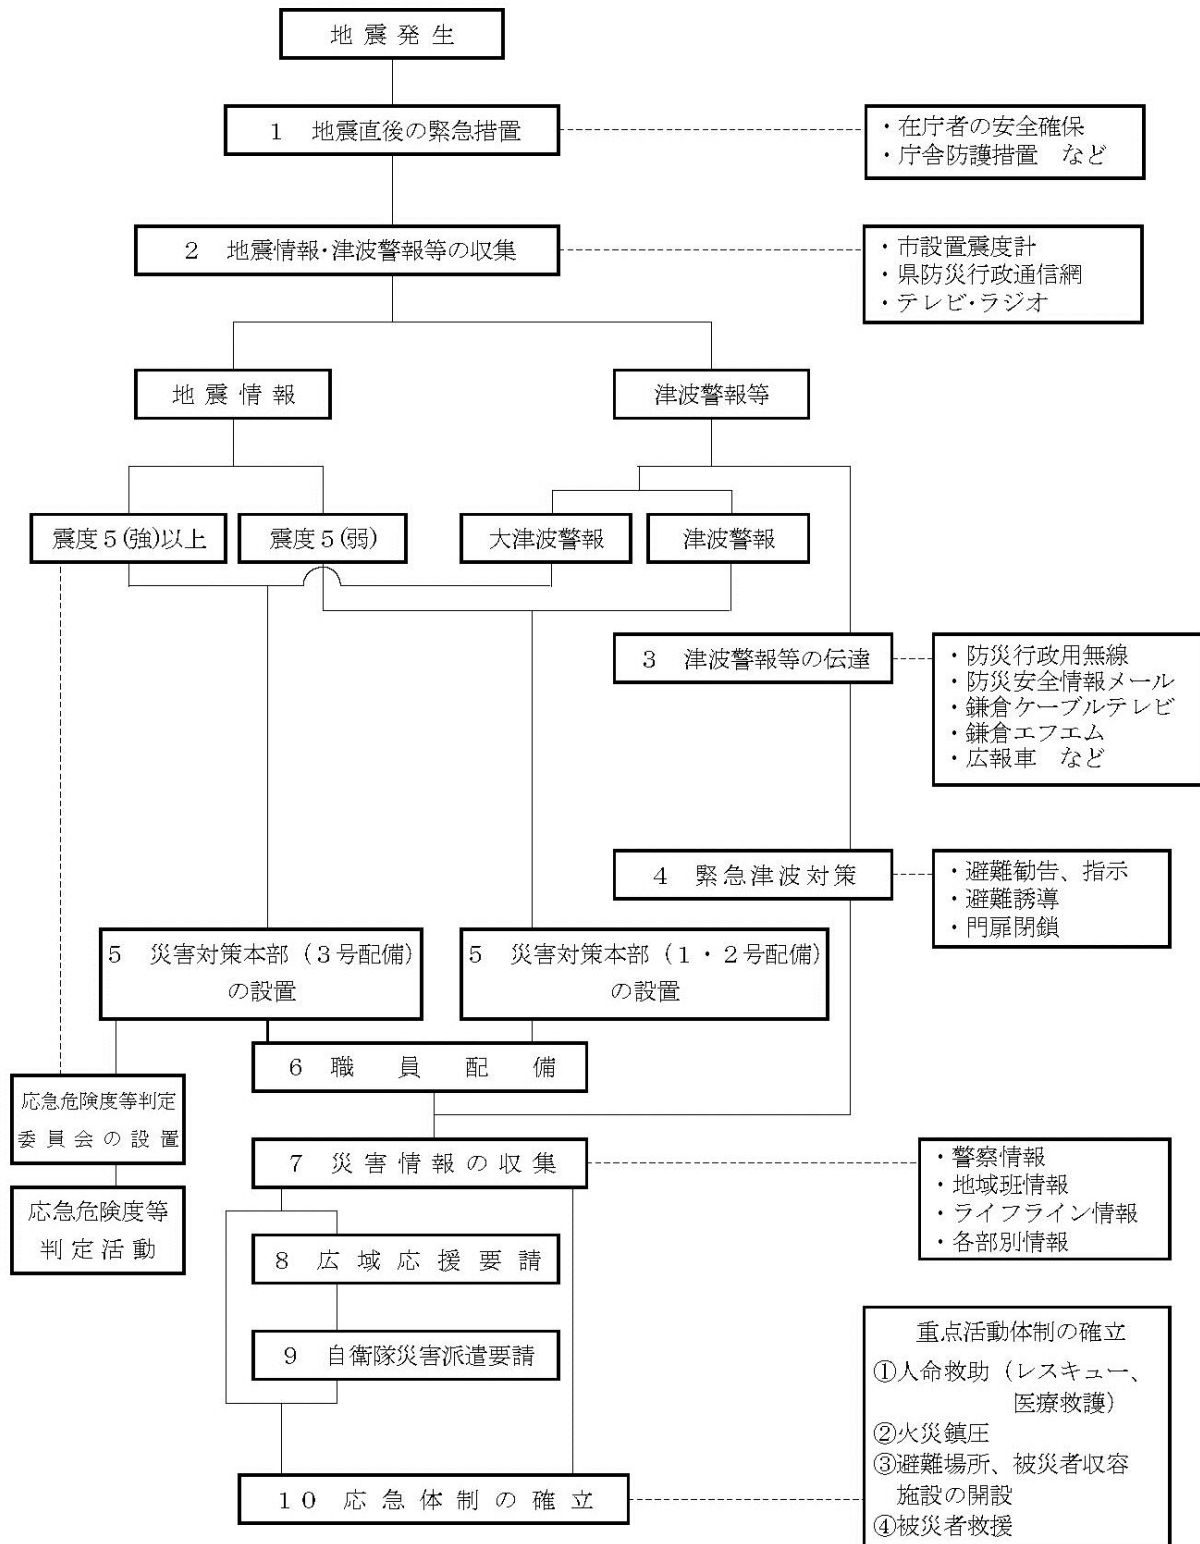 地震発生
1 地震直後の緊急措置
・在庁者の安全確保
・庁舎防護措置 など
2 地震情報・津波警報等の収集
・市設置震度計
・県防災行政通信網
・テレビ・ラジオ
地震情報
津波警報等
震度5(強)以上
震度5(弱)
大津波警報
津波警報
3 津波警報等の伝達
・防災行政用無線
・防災安全情報メール
・鎌倉ケーブルテレビ
・鎌倉エフエム
・広報車 など
4 緊急津波対策
・避難勧告、指示
・避難誘導
・門扉閉鎖
5 災害対策本部(3号配備)
の設置
5 災害対策本部(1・2号配備)
の設置
6 職員配備
応急危険度等判定
委員会の設置
応急危険度等
判定活動
7 災害情報の収集
・警察情報
・地域班情報
・ライフライン情報
・各部別情報
8 広域応援要請
9 自衛隊災害派遣要請
10 応急体制の確立
重点活動体制の確立
①人命救助(レスキュー、
医療救護)
②火災鎮圧
③避難場所、被災者収容
施設の開設
④被災者救援